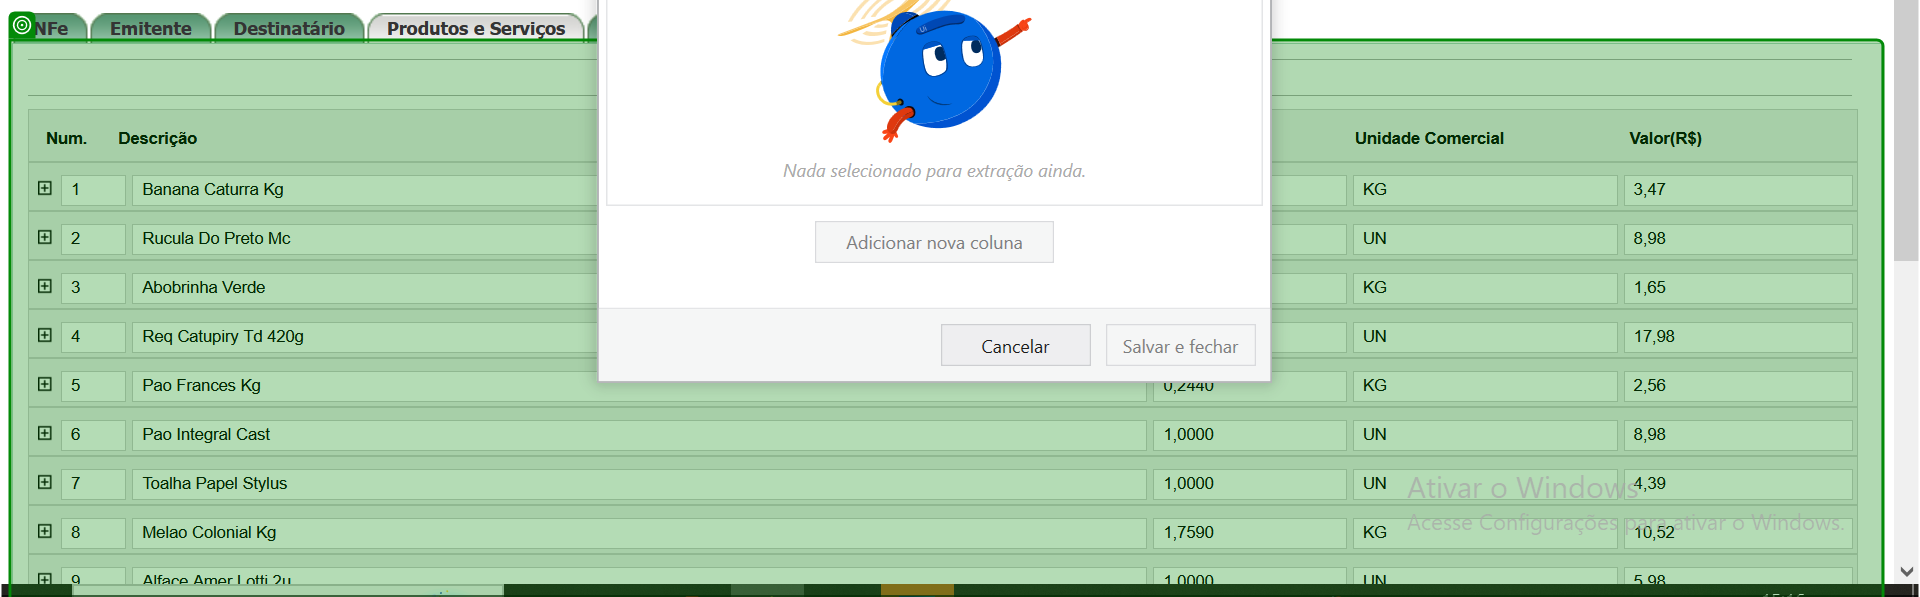 NFe Emitente Destinatário Produtos e Serviços
UI
Num. Descrição Unidade Comercial Valor(R$)
Nada selecionado para extração ainda.
1 Banana Caturra Kg KG 3,47
2 Rucula Do Preto Mc Adicionar nova coluna UN 8,98
3 Abobrinha Verde KG 1,65
4 Req Catupiry Td 420g UN 17,98
Cancelar Salvar e fechar
5 Pao Frances Kg 0,2440 KG 2,56
6 Pao Integral Cast 1,0000 UN 8,98
7 Toalha Papel Stylus 1,0000 UN 4,39
Ativar o Windows
Acesse Configurações para ativar o Windows.
8 Melao Colonial Kg 1,7590 KG 10,52
9 Alface Amer Lotti 2u 1,0000 UN 5,98